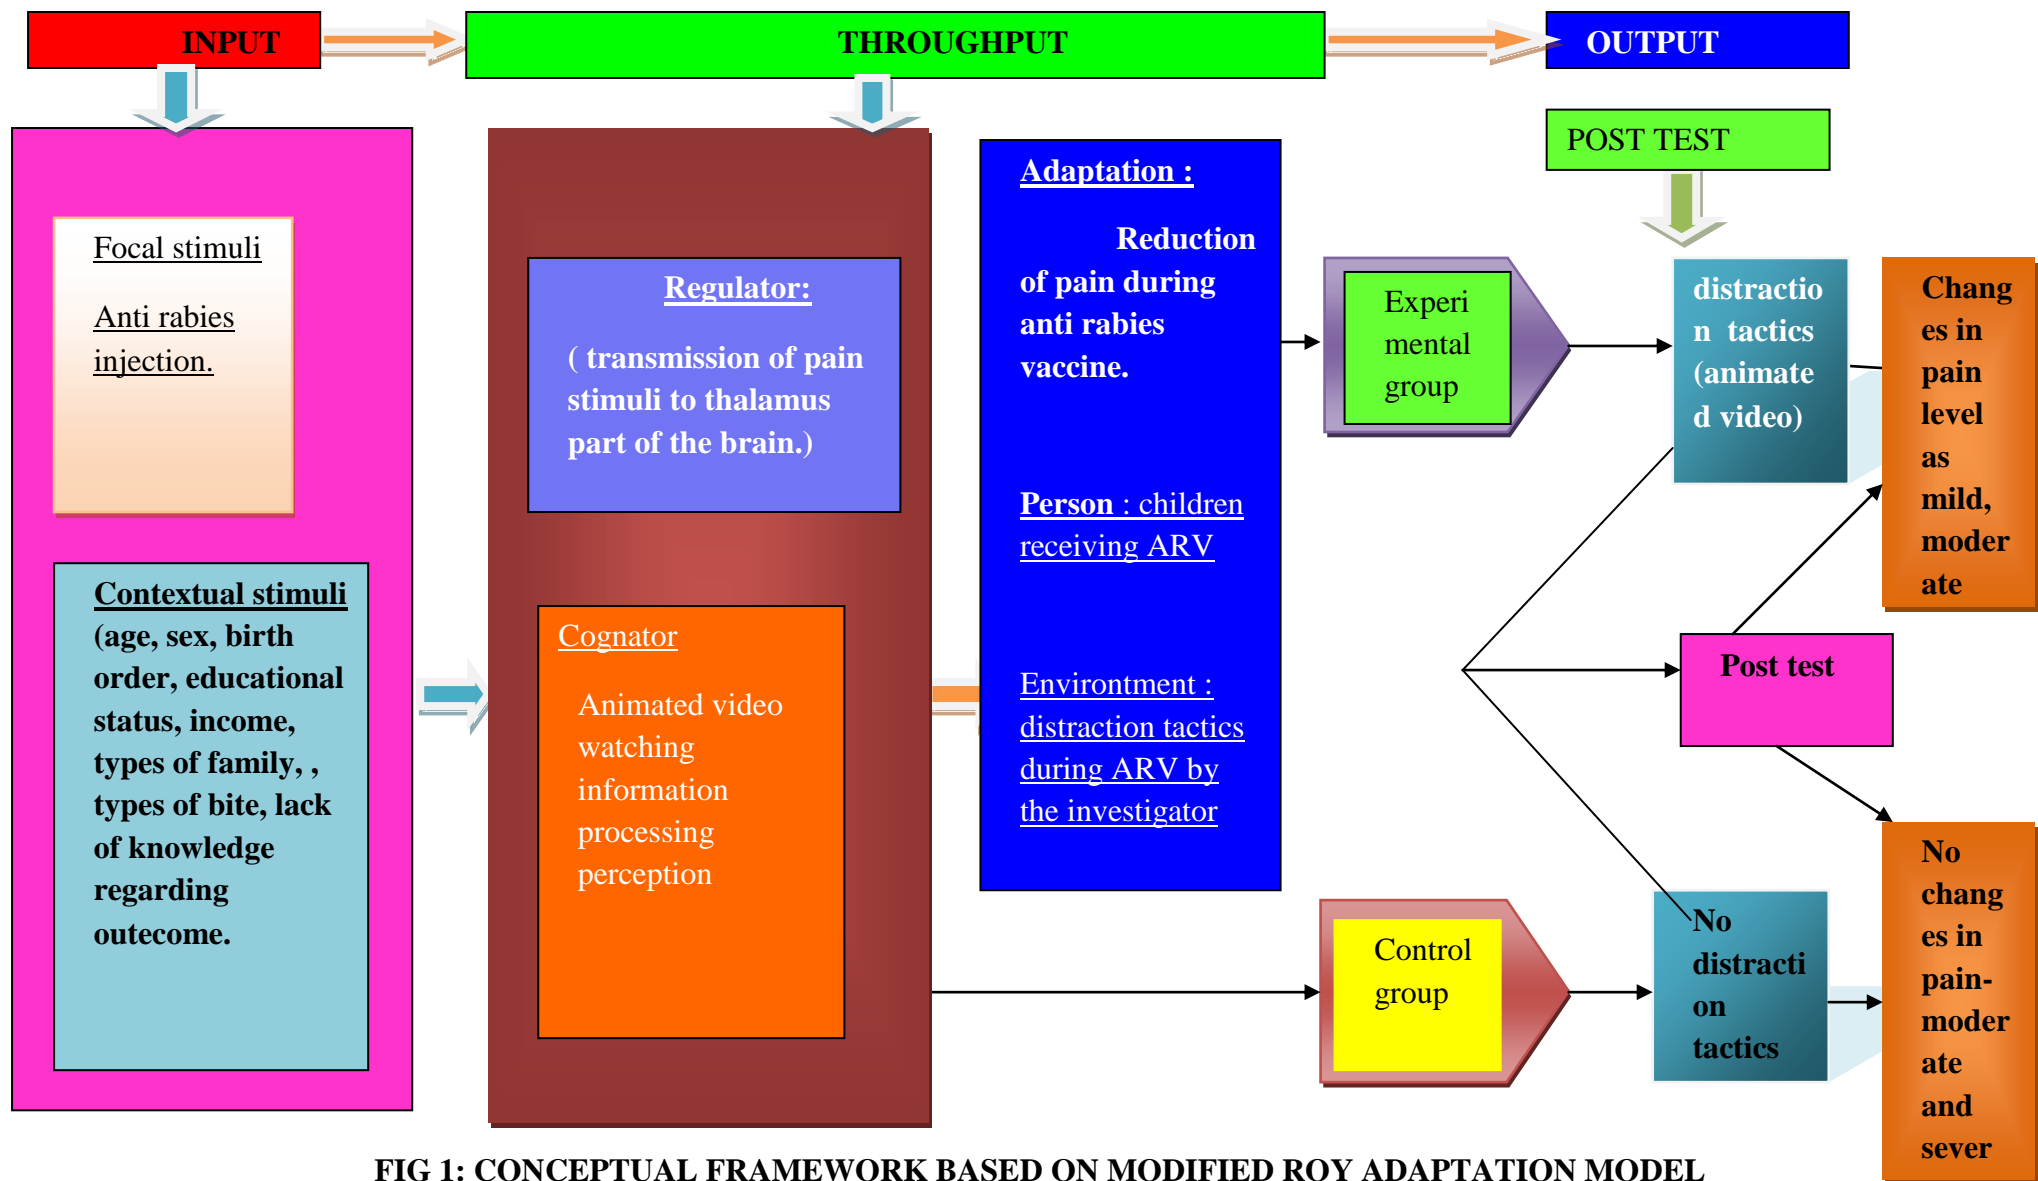 INPUT
THROUGHPUT
OUTPUT
POST TEST
Focal stimuli
Anti rabies
injection.
Contextual stimuli
(age, sex, birth
order, educational
status, income,
types of family, ,
types of bite, lack
of knowledge
regarding
outecome.
Regulator:
( transmission of pain
stimuli to thalamus
part of the brain.)
Cognator
Animated video
watching
information
processing
perception
Adaptation :
Reduction
of pain during
anti rabies
vaccine.
Person : children
receiving ARV
Environtment :
distraction tactics
during ARV by
the investigator
Experi
mental
group
distractio
n tactics
(animate
d video)
Chang
es in
pain
level
as
mild,
moder
ate
Post test
Control
group
No
distracti
on
tactics
No
chang
es in
pain-
moder
ate
and
sever
FIG 1: CONCEPTUAL FRAMEWORK BASED ON MODIFIED ROY ADAPTATION MODEL